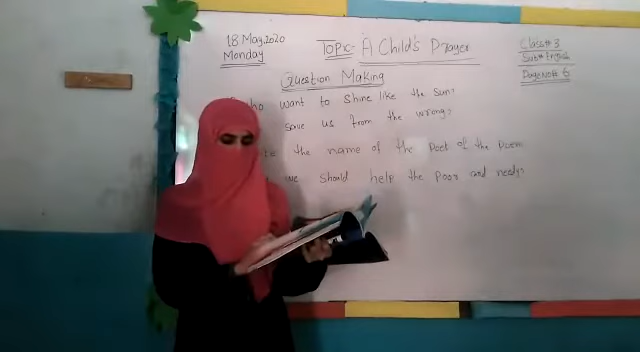 18 May 2020
Monday
Topic- A Child's Prayer
Class# 3
Sub# English
Page No# 6
Question Making
who want to shine like the sun?
save us from the wrong?
the name of the Poet of the Poem
we should help the poor and needy?